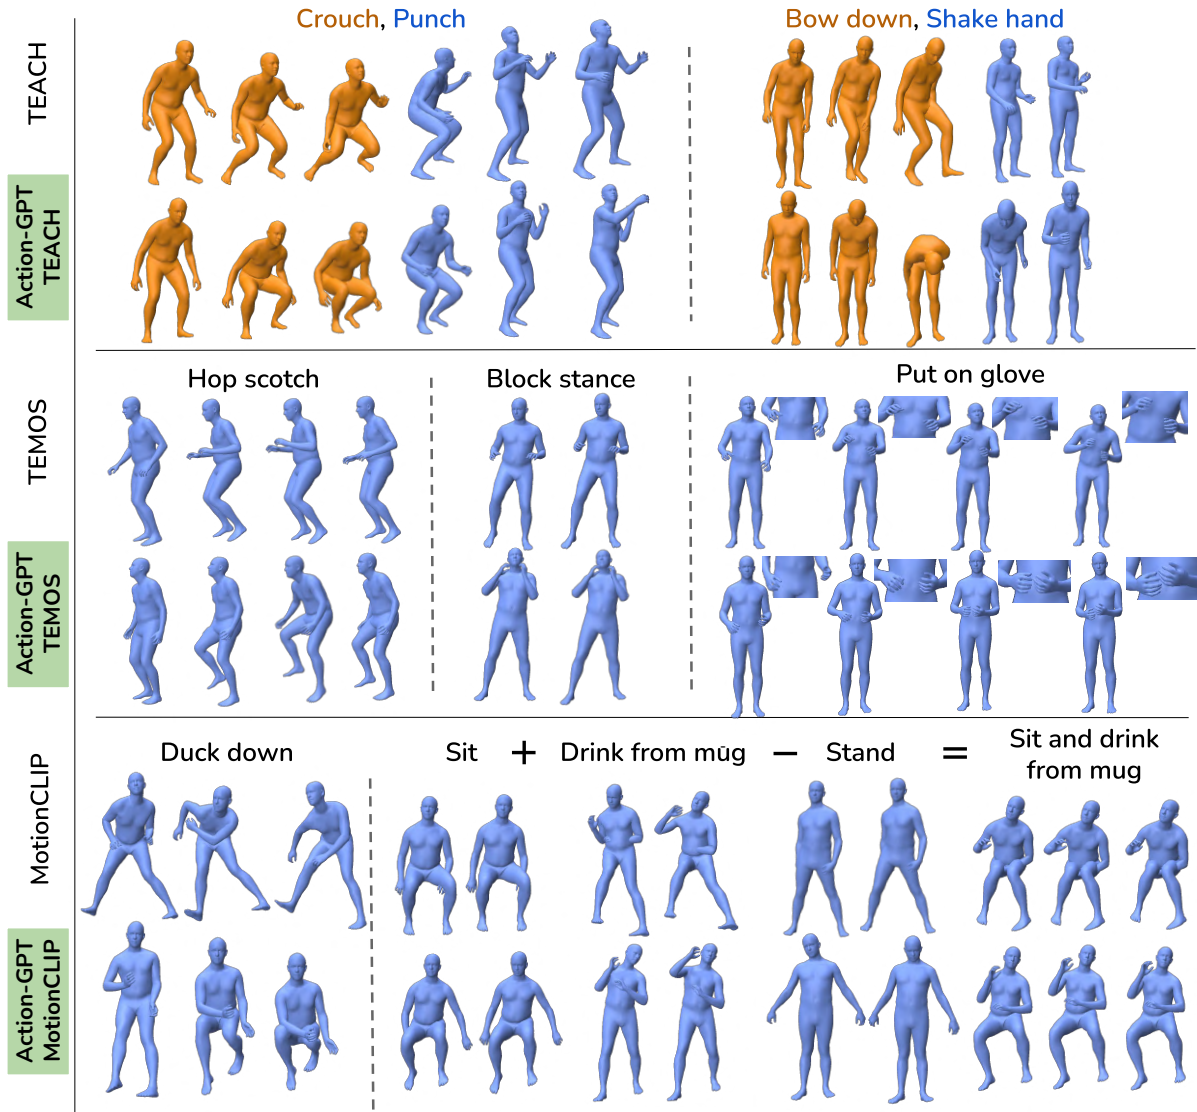 Crouch, Punch
Bow down, Shake hand
TEACH
Action-GPT
TEACH
Hop scotch
Block stance
Put on glove
TEMOS
Action-GPT
TEMOS
Duck down
Sit + Drink from mug − Stand = Sit and drink
from mug
MotionCLIP
Action-GPT
MotionCLIP